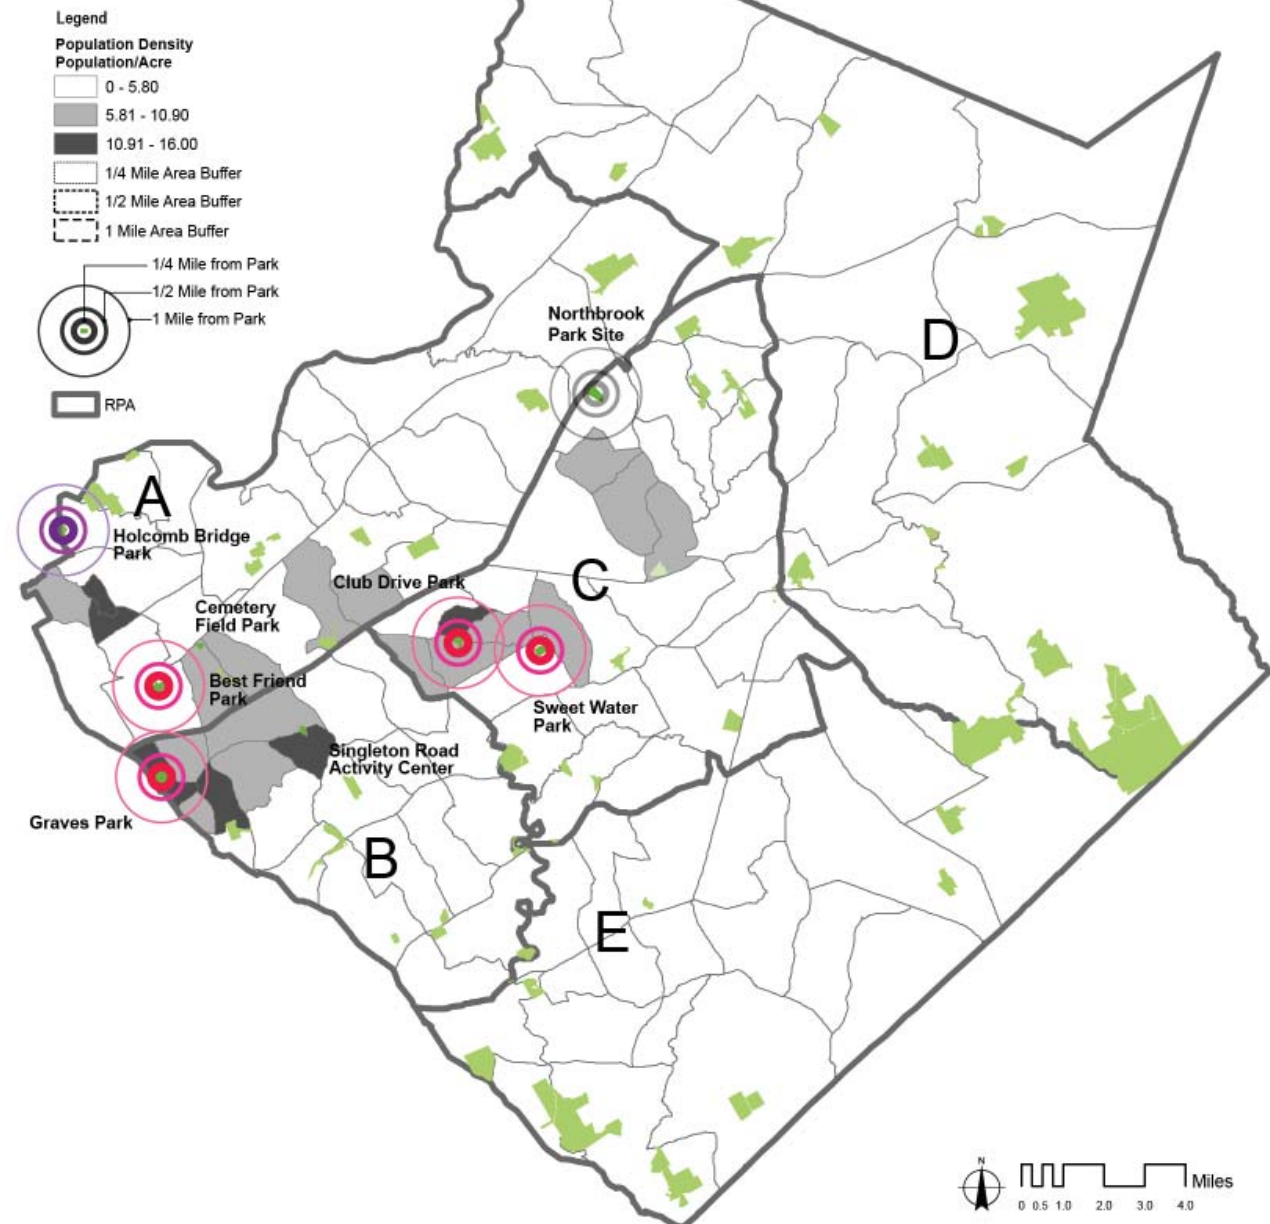 Legend
Population Density
Population/Acre
0 - 5.80
5.81 - 10.90
10.91 - 16.00
1/4 Mile Area Buffer
1/2 Mile Area Buffer
1 Mile Area Buffer
1/4 Mile from Park
1/2 Mile from Park
1 Mile from Park
RPA
Northbrook
Park Site
D
A
Holcomb Bridge
Park
Club Drive Park
C
Cemetery
Field Park
Best Friend
Park
Sweet Water
Park
Singleton Road
Activity Center
Graves Park
B
E
N
Miles
0 0.5 1.0 2.0 3.0 4.0